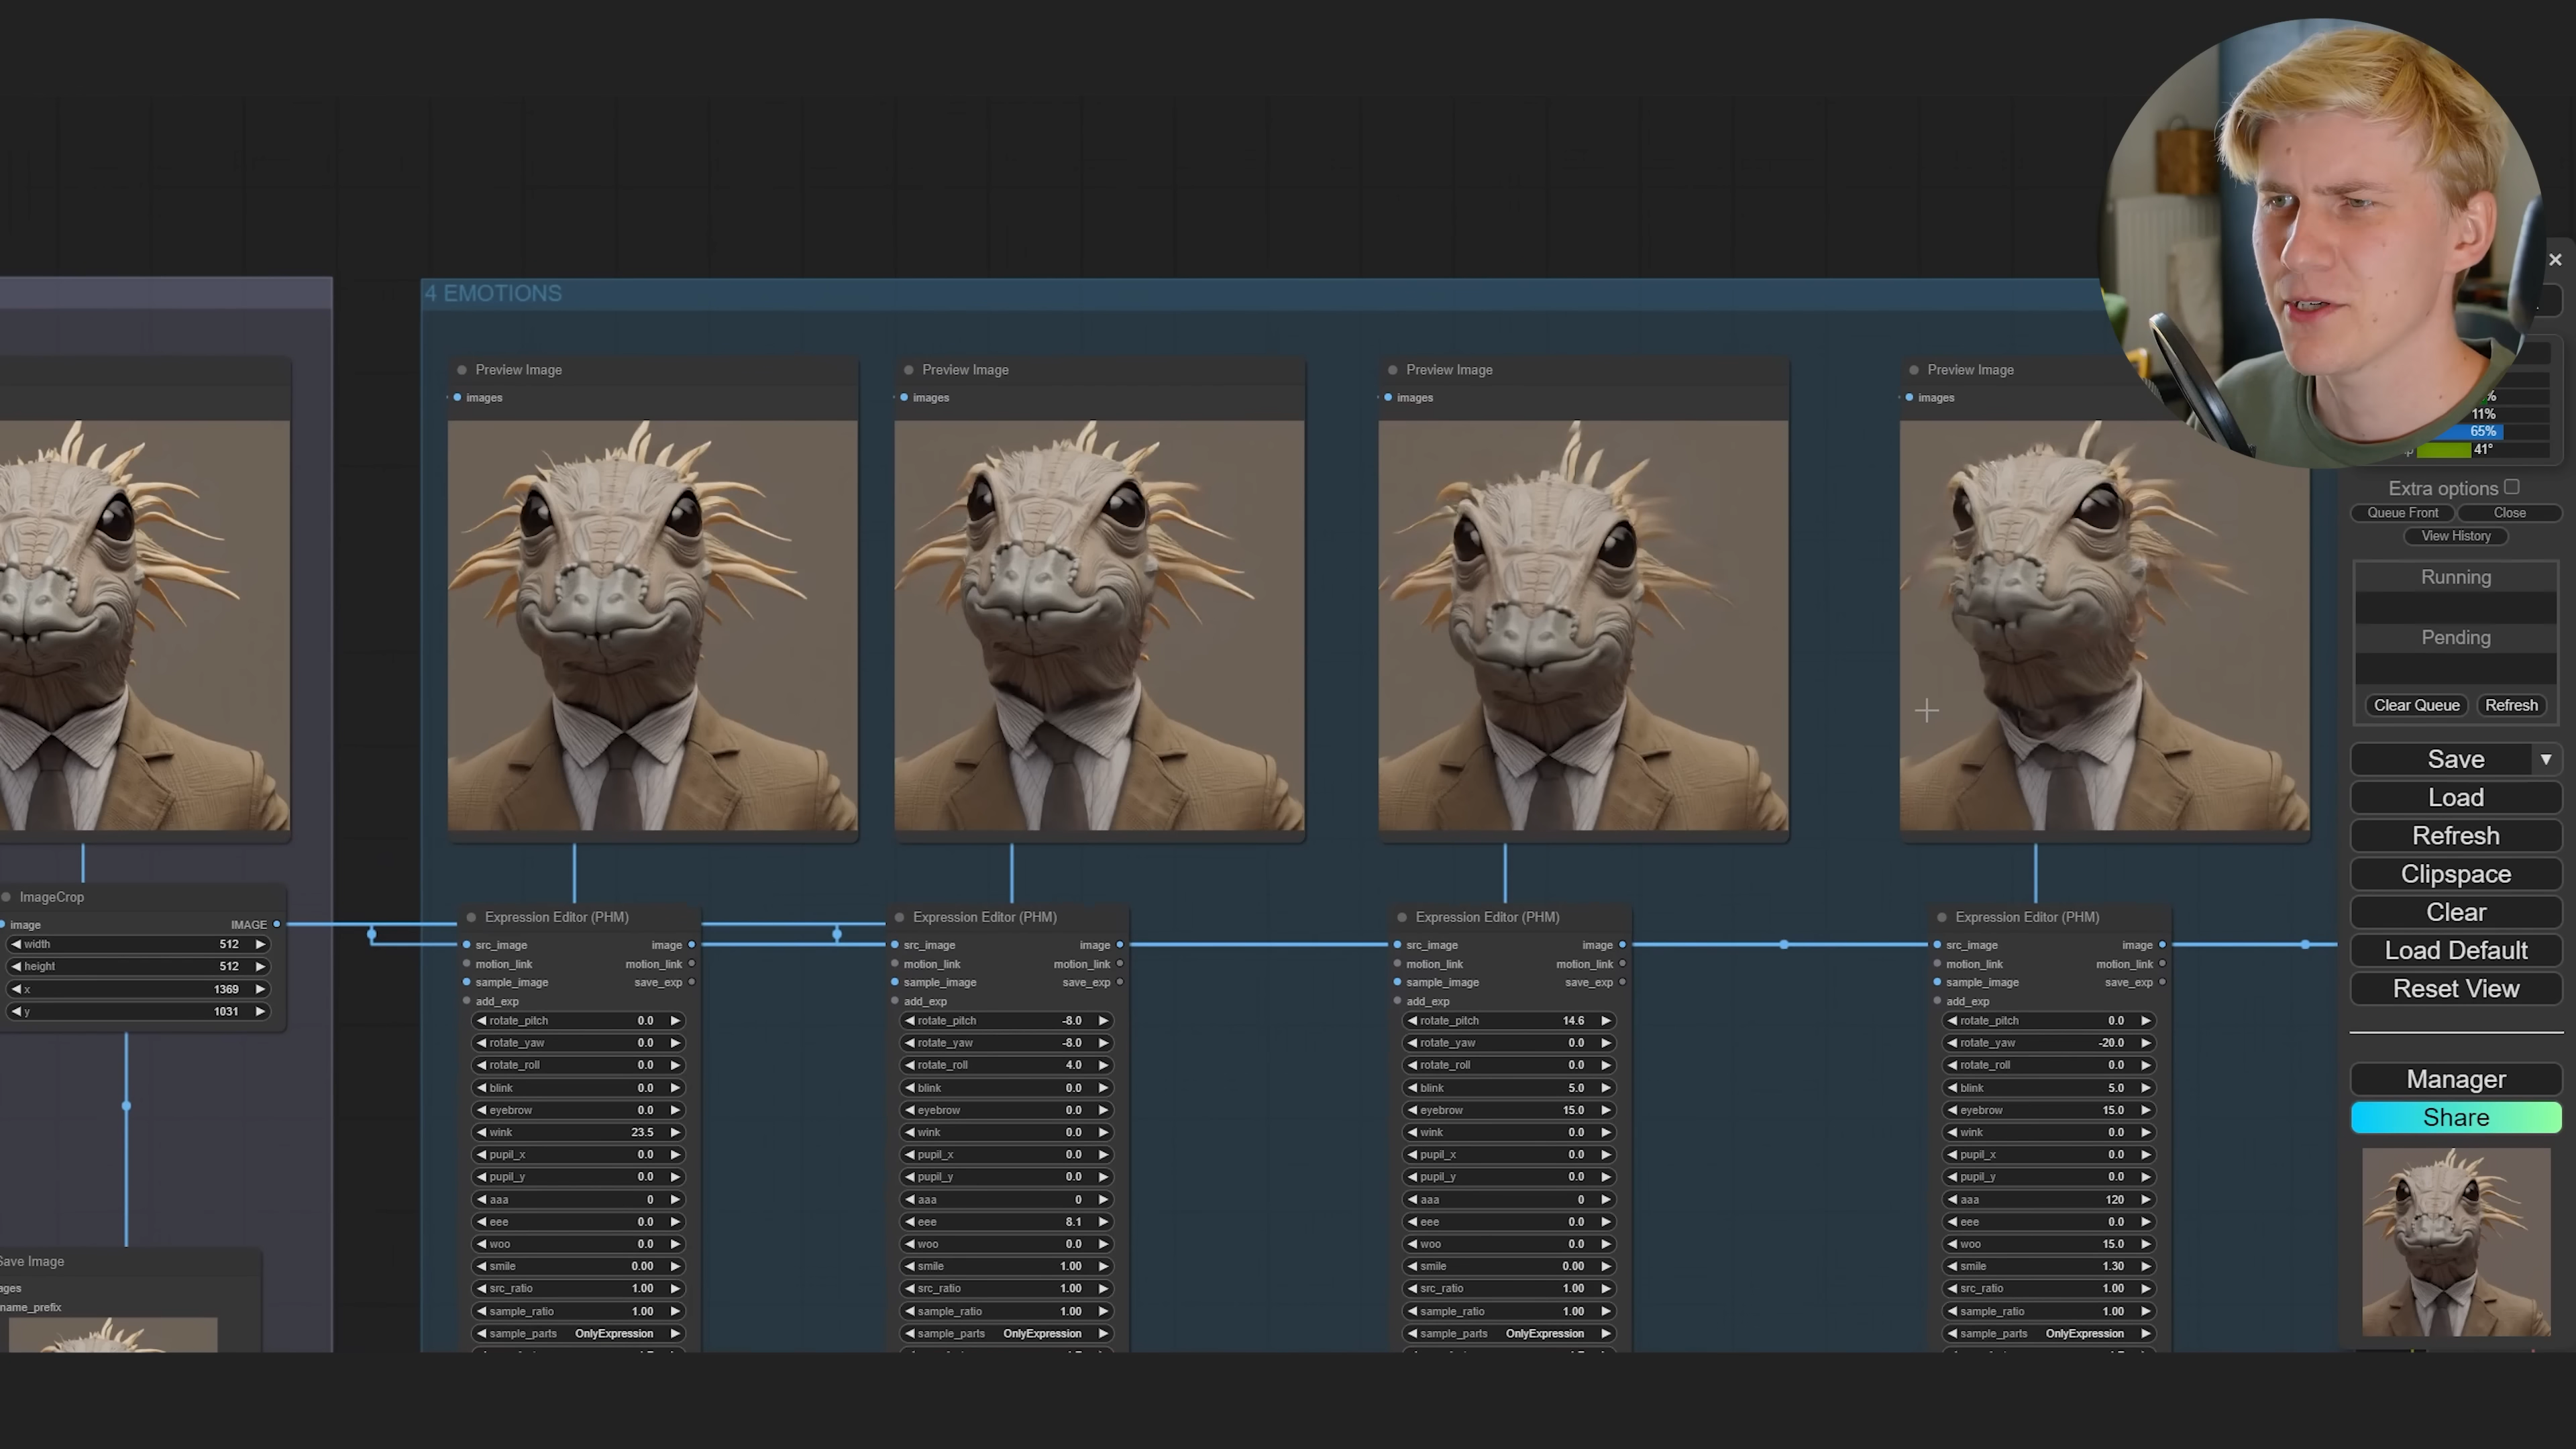 4 EMOTIONS
Preview Image
images
Preview Image
images
Preview Image
images
Preview Image
images
ImageCrop
image IMAGE
width 512
height 512
x 1369
y 1031
Save Image
name_prefix
Expression Editor (PHM)
src_image image
motion_link motion_link
sample_image save_exp
add_exp
rotate_pitch 0.0
rotate_yaw 0.0
rotate_roll 0.0
blink 0.0
eyebrow 0.0
wink 23.5
pupil_x 0.0
pupil_y 0.0
aaa 0
eee 0.0
woo 0.0
smile 0.00
src_ratio 1.00
sample_ratio 1.00
sample_parts OnlyExpression
Expression Editor (PHM)
src_image image
motion_link motion_link
sample_image save_exp
add_exp
rotate_pitch -8.0
rotate_yaw -8.0
rotate_roll 4.0
blink 0.0
eyebrow 0.0
wink 0.0
pupil_x 0.0
pupil_y 0.0
aaa 0
eee 8.1
woo 0.0
smile 1.00
src_ratio 1.00
sample_ratio 1.00
sample_parts OnlyExpression
Expression Editor (PHM)
src_image image
motion_link motion_link
sample_image save_exp
add_exp
rotate_pitch 14.6
rotate_yaw 0.0
rotate_roll 0.0
blink 5.0
eyebrow 15.0
wink 0.0
pupil_x 0.0
pupil_y 0.0
aaa 0
eee 0.0
woo 0.0
smile 0.00
src_ratio 1.00
sample_ratio 1.00
sample_parts OnlyExpression
Expression Editor (PHM)
src_image image
motion_link motion_link
sample_image save_exp
add_exp
rotate_pitch 0.0
rotate_yaw -20.0
rotate_roll 0.0
blink 5.0
eyebrow 15.0
wink 0.0
pupil_x 0.0
pupil_y 0.0
aaa 120
eee 0.0
woo 15.0
smile 1.30
src_ratio 1.00
sample_ratio 1.00
sample_parts OnlyExpression
%
11%
65%
41°
Extra options
Queue Front Close
View History
Running
Pending
Clear Queue Refresh
Save
Load
Refresh
Clipspace
Clear
Load Default
Reset View
Manager
Share